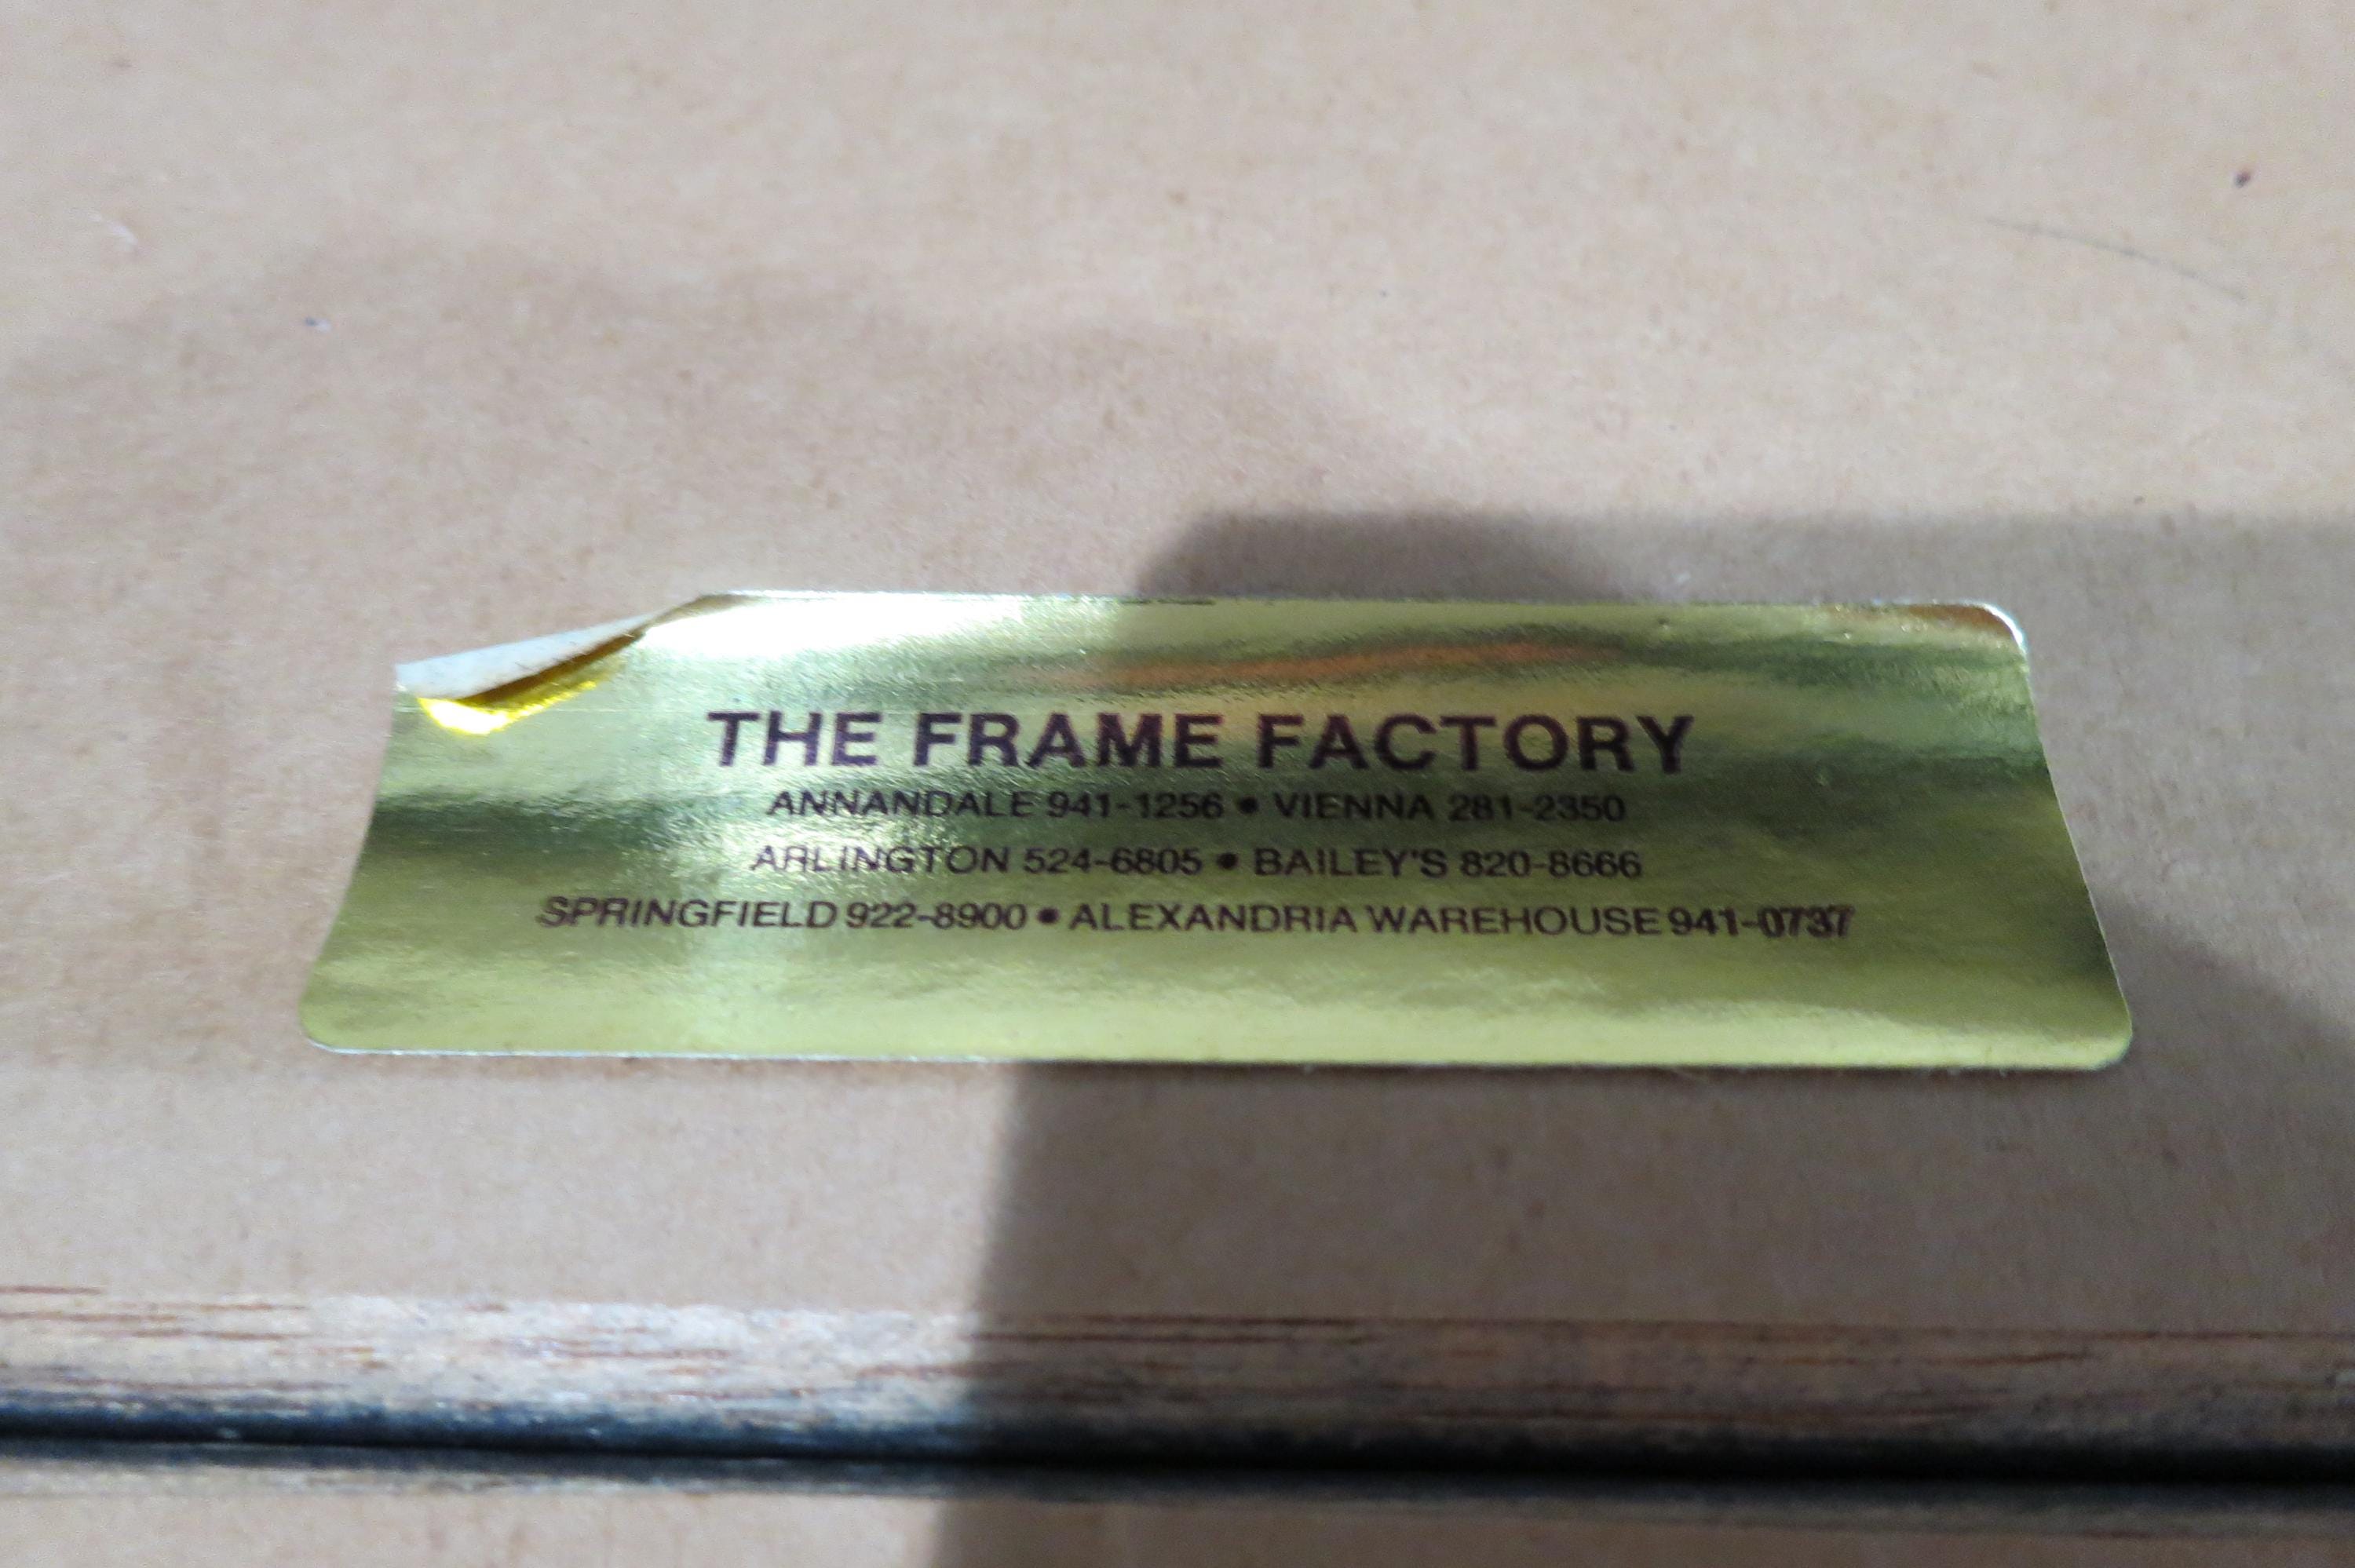 THE FRAME FACTORY
ANNANDALE 941-1256 • VIENNA 281-2350
ARLINGTON 524-6805 • BAILEY'S 820-8666
SPRINGFIELD 922-8900 • ALEXANDRIA WAREHOUSE 941-0737